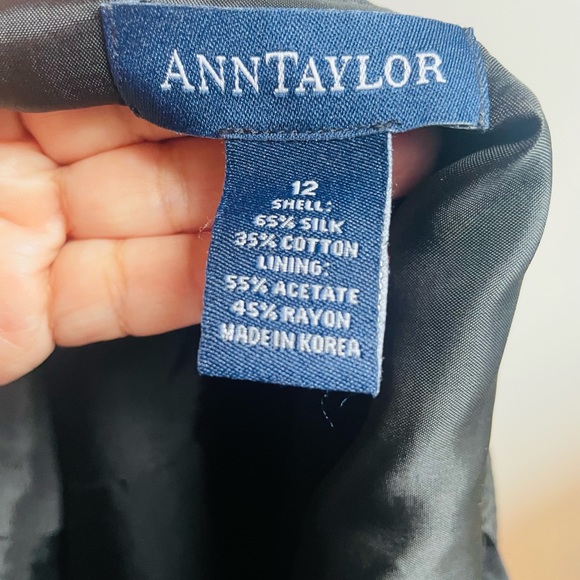 ANNTAYLOR
12
SHELL:
65% SILK
35% COTTON
LINING:
55% ACETATE
45% RAYON
MADE IN KOREA